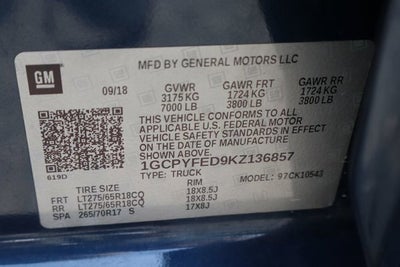 GM
MFD BY GENERAL MOTORS LLC
09/18
GVWR GAWR FRT GAWR RR
3175 KG 1724 KG 1724 KG
7000 LB 3800 LB 3800 LB
THIS VEHICLE CONFORMS TO ALL
APPLICABLE U.S. FEDERAL MOTOR
VEHICLE SAFETY STANDARDS IN EFFECT
ON THE DATE OF MANUFACTURE
SHOWN ABOVE.
1GCPYFED9KZ136857
619D
TYPE: TRUCK MODEL: 97CK10543
TIRE SIZE RIM
FRT LT275/65R18CQ 18X8.5J
RR LT275/65R18CQ 18X8.5J
SPA 265/70R17 S 17X8J